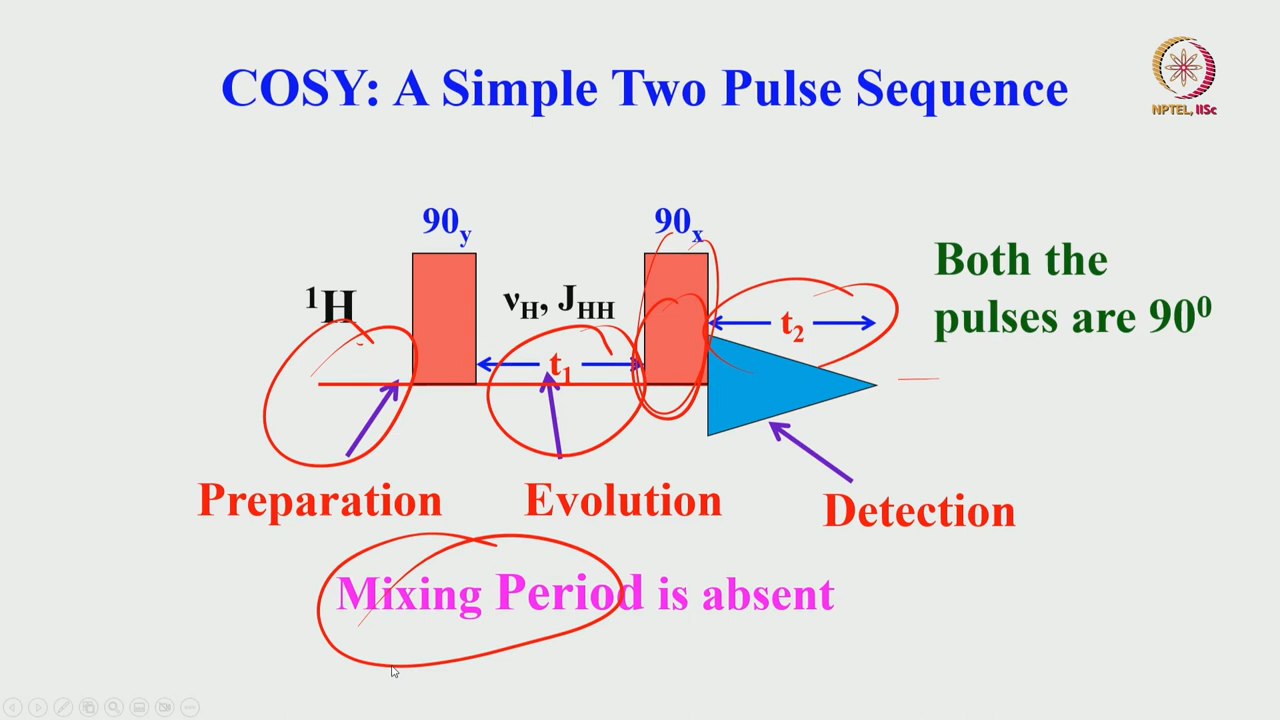 COSY: A Simple Two Pulse Sequence
NPTEL, IISc
90y
90x
¹H
νH, JHH
t₁
t₂
Both the
pulses are 90⁰
Preparation
Evolution
Detection
Mixing Period is absent